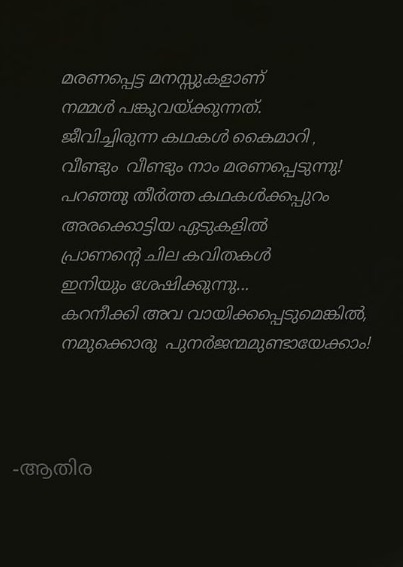 മരണപ്പെട്ട മനസ്സുകളാണ്
നമ്മൾ പങ്കുവയ്ക്കുന്നത്.
ജീവിച്ചിരുന്ന കഥകൾ കൈമാറി ,
വീണ്ടും  വീണ്ടും നാം മരണപ്പെടുന്നു!
പറഞ്ഞു തീർത്ത കഥകൾക്കപ്പുറം
അരക്കൊട്ടിയ ഏടുകളിൽ
പ്രാണന്റെ ചില കവിതകൾ
ഇനിയും ശേഷിക്കുന്നു...
കറനീക്കി അവ വായിക്കപ്പെടുമെങ്കിൽ,
നമുക്കൊരു  പുനർജന്മമുണ്ടായേക്കാം!
-ആതിര